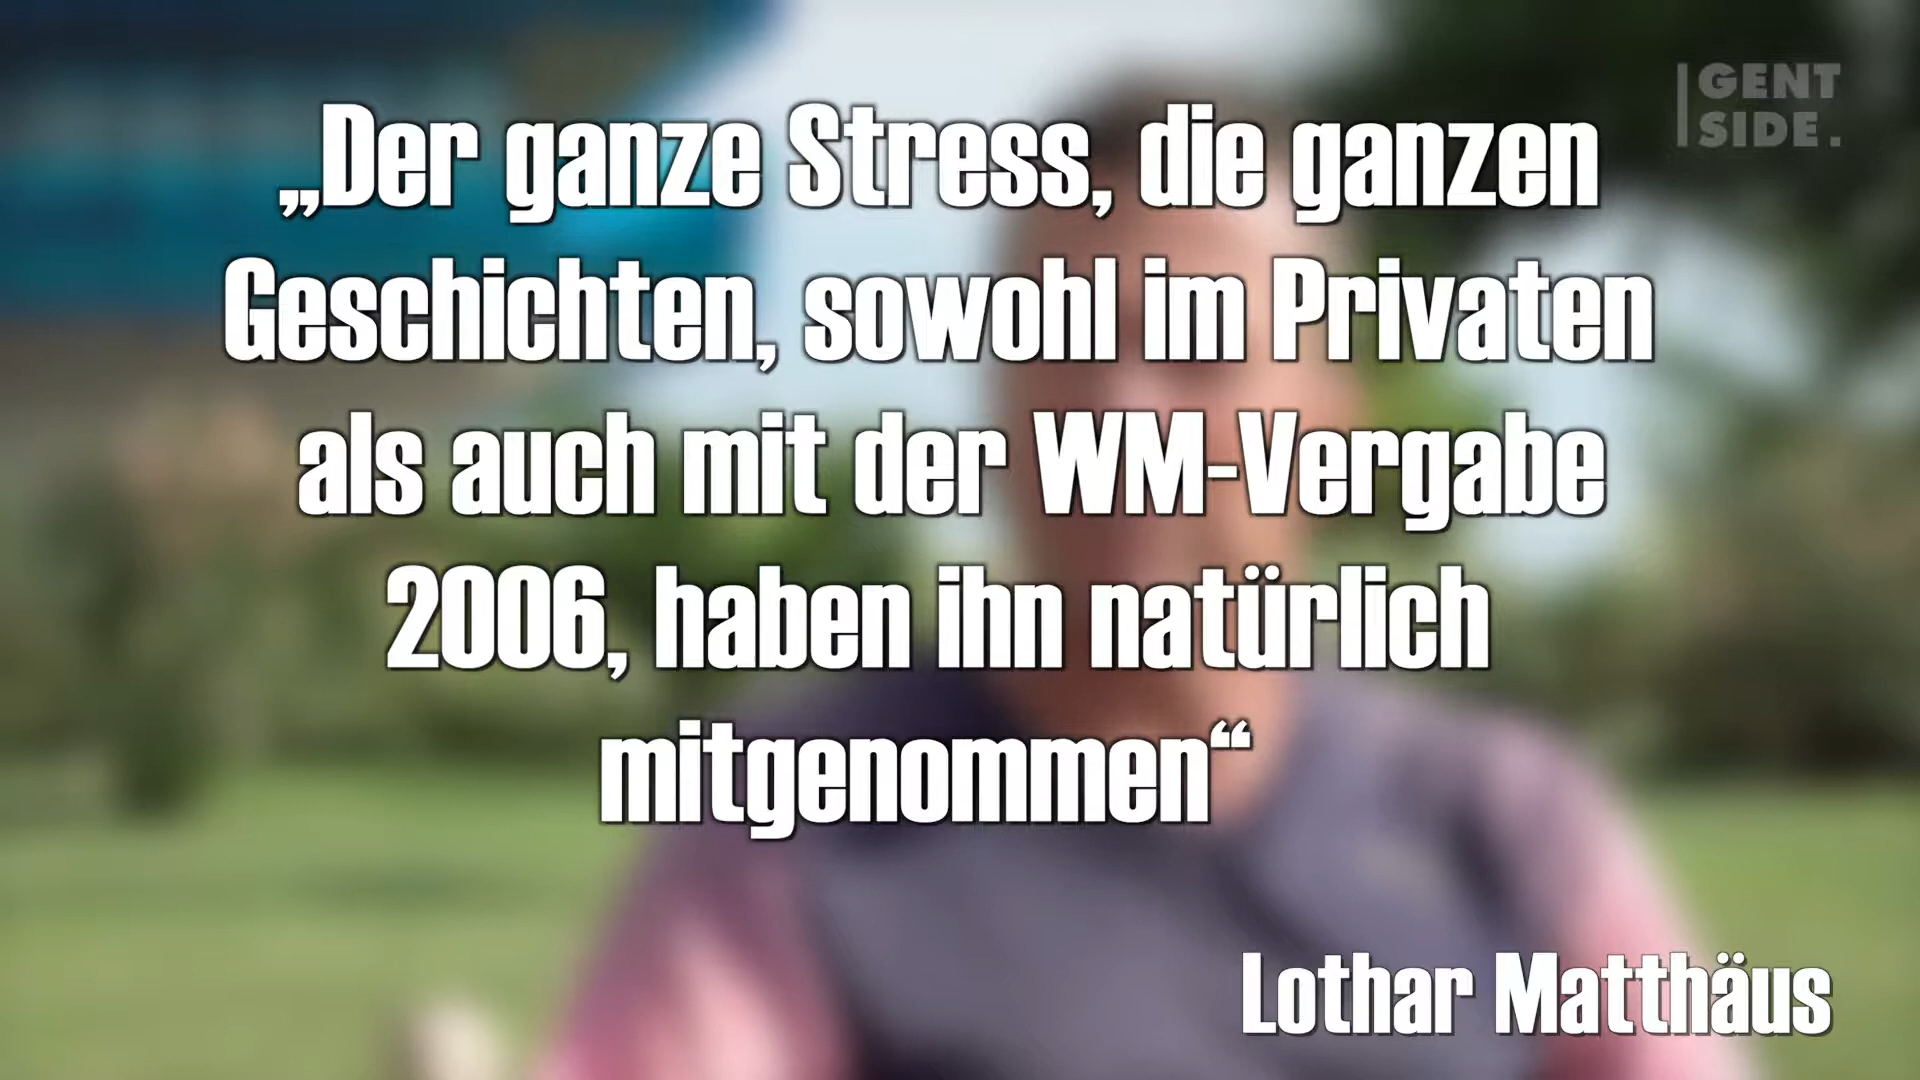 GENT
SIDE.
„Der ganze Stress, die ganzen
Geschichten, sowohl im Privaten
als auch mit der WM-Vergabe
2006, haben ihn natürlich
mitgenommen“
Lothar Matthäus